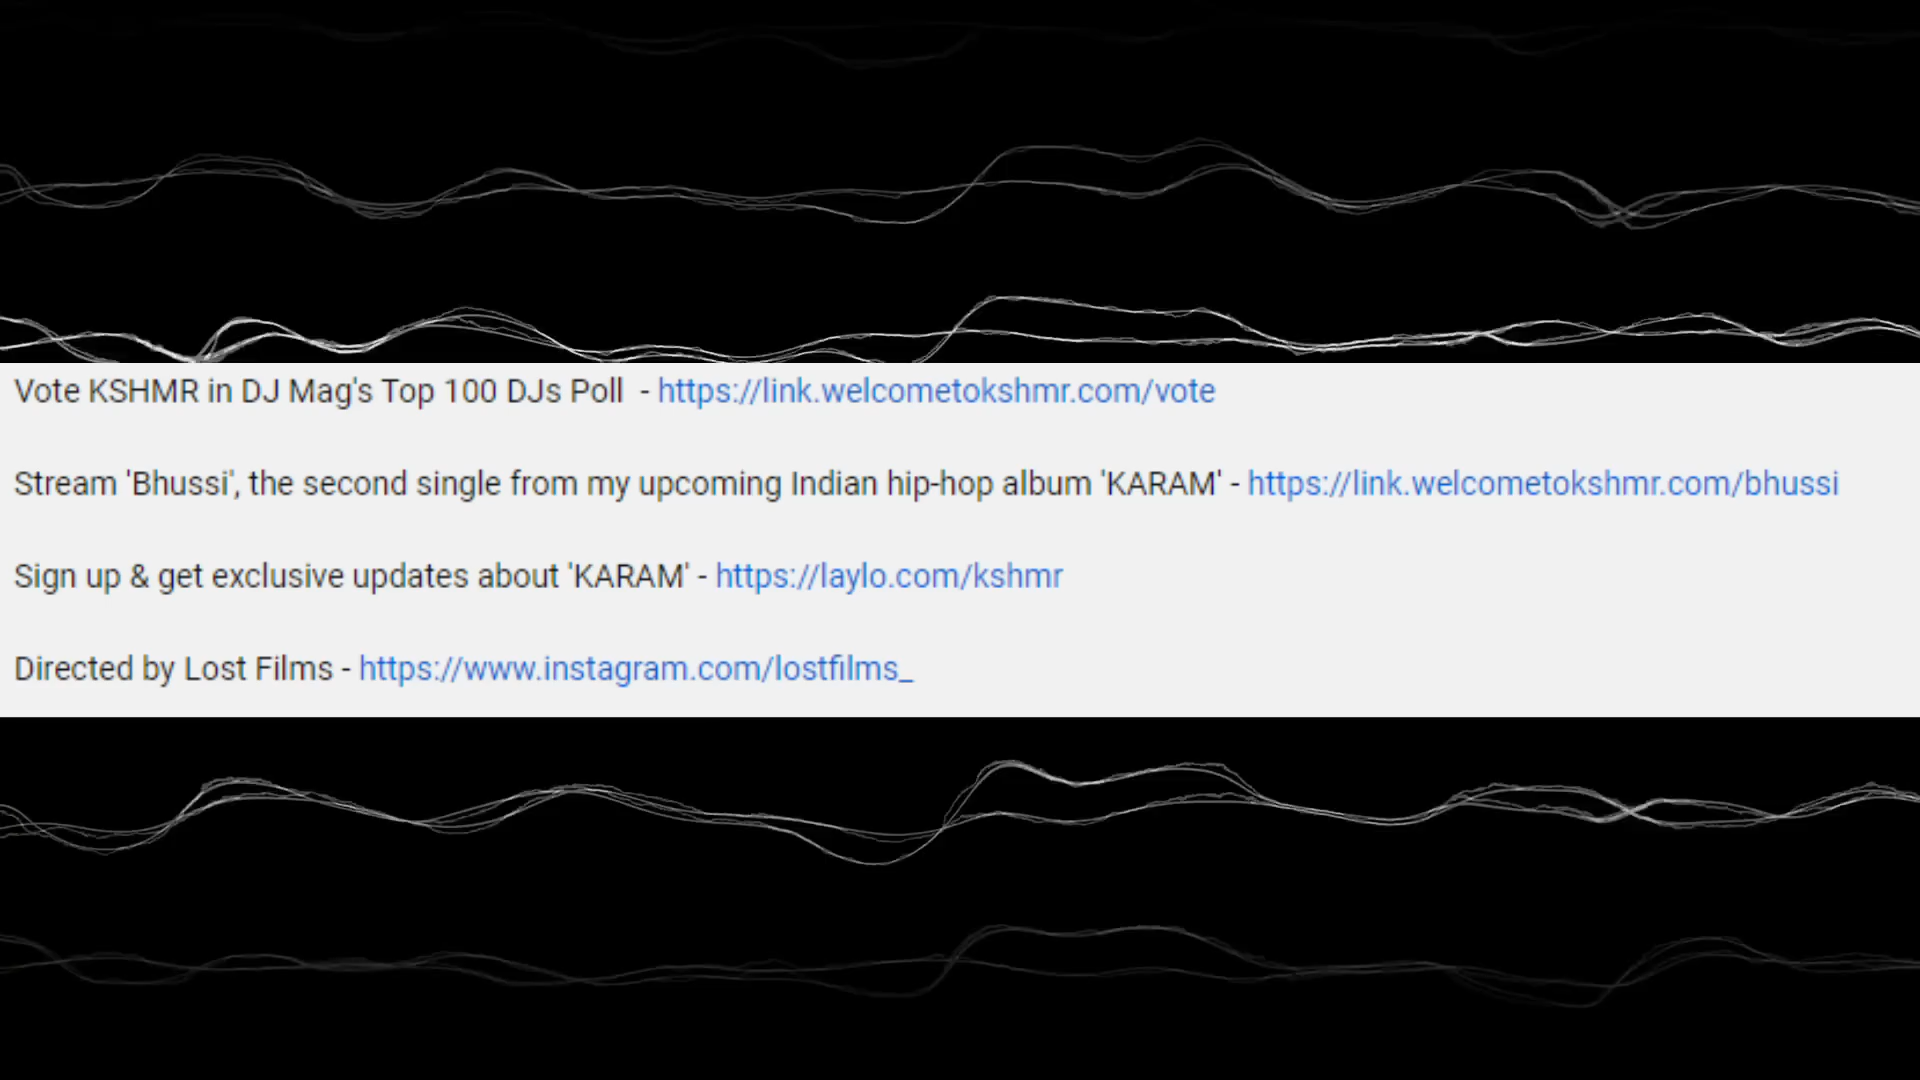 Vote KSHMR in DJ Mag's Top 100 DJs Poll  - https://link.welcometokshmr.com/vote
Stream 'Bhussi', the second single from my upcoming Indian hip-hop album 'KARAM' - https://link.welcometokshmr.com/bhussi
Sign up & get exclusive updates about 'KARAM' - https://laylo.com/kshmr
Directed by Lost Films - https://www.instagram.com/lostfilms_